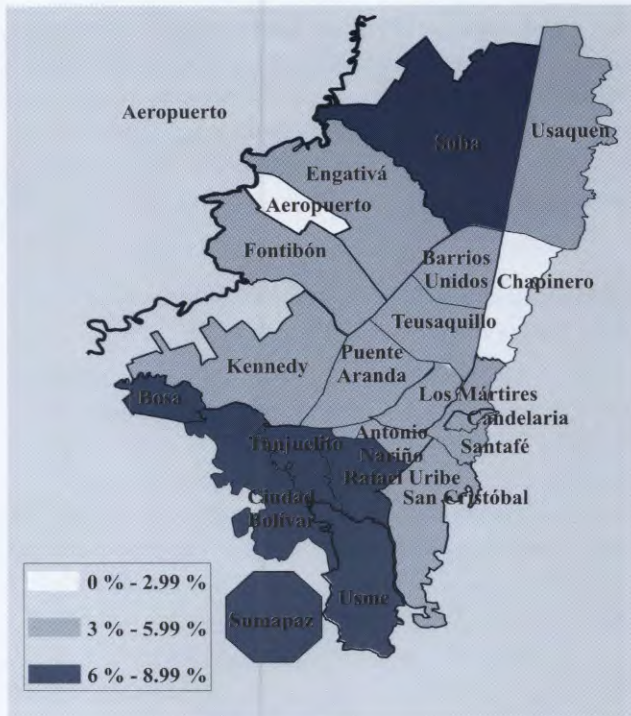 Aeropuerto
Suba
Usaquen
Engativá
Aeropuerto
Fontibón
Barrios
Unidos
Chapinero
Teusaquillo
Kennedy
Puente
Aranda
Los Mártires
Bosa
Candelaria
Tunjuelito
Antonio
Nariño
Santafé
Rafael Uribe
San Cristóbal
Ciudad
Bolívar
Usme
Sumapaz
0 % - 2.99 %
3 % - 5.99 %
6 % - 8.99 %